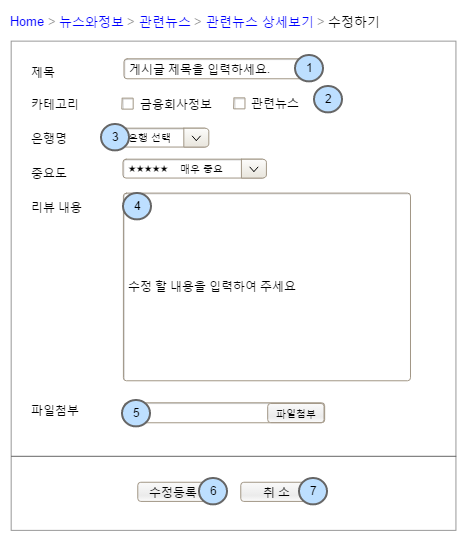 Home > 뉴스와정보 > 관련뉴스 > 관련뉴스 상세보기 > 수정하기
제목 게시글 제목을 입력하세요. 1
카테고리 금융회사정보 관련뉴스 2
은행명 3 은행 선택
중요도 ★★★★★ 매우 중요
리뷰 내용 4
수정 할 내용을 입력하여 주세요
파일첨부 5 파일첨부
수정등록 6 취 소 7